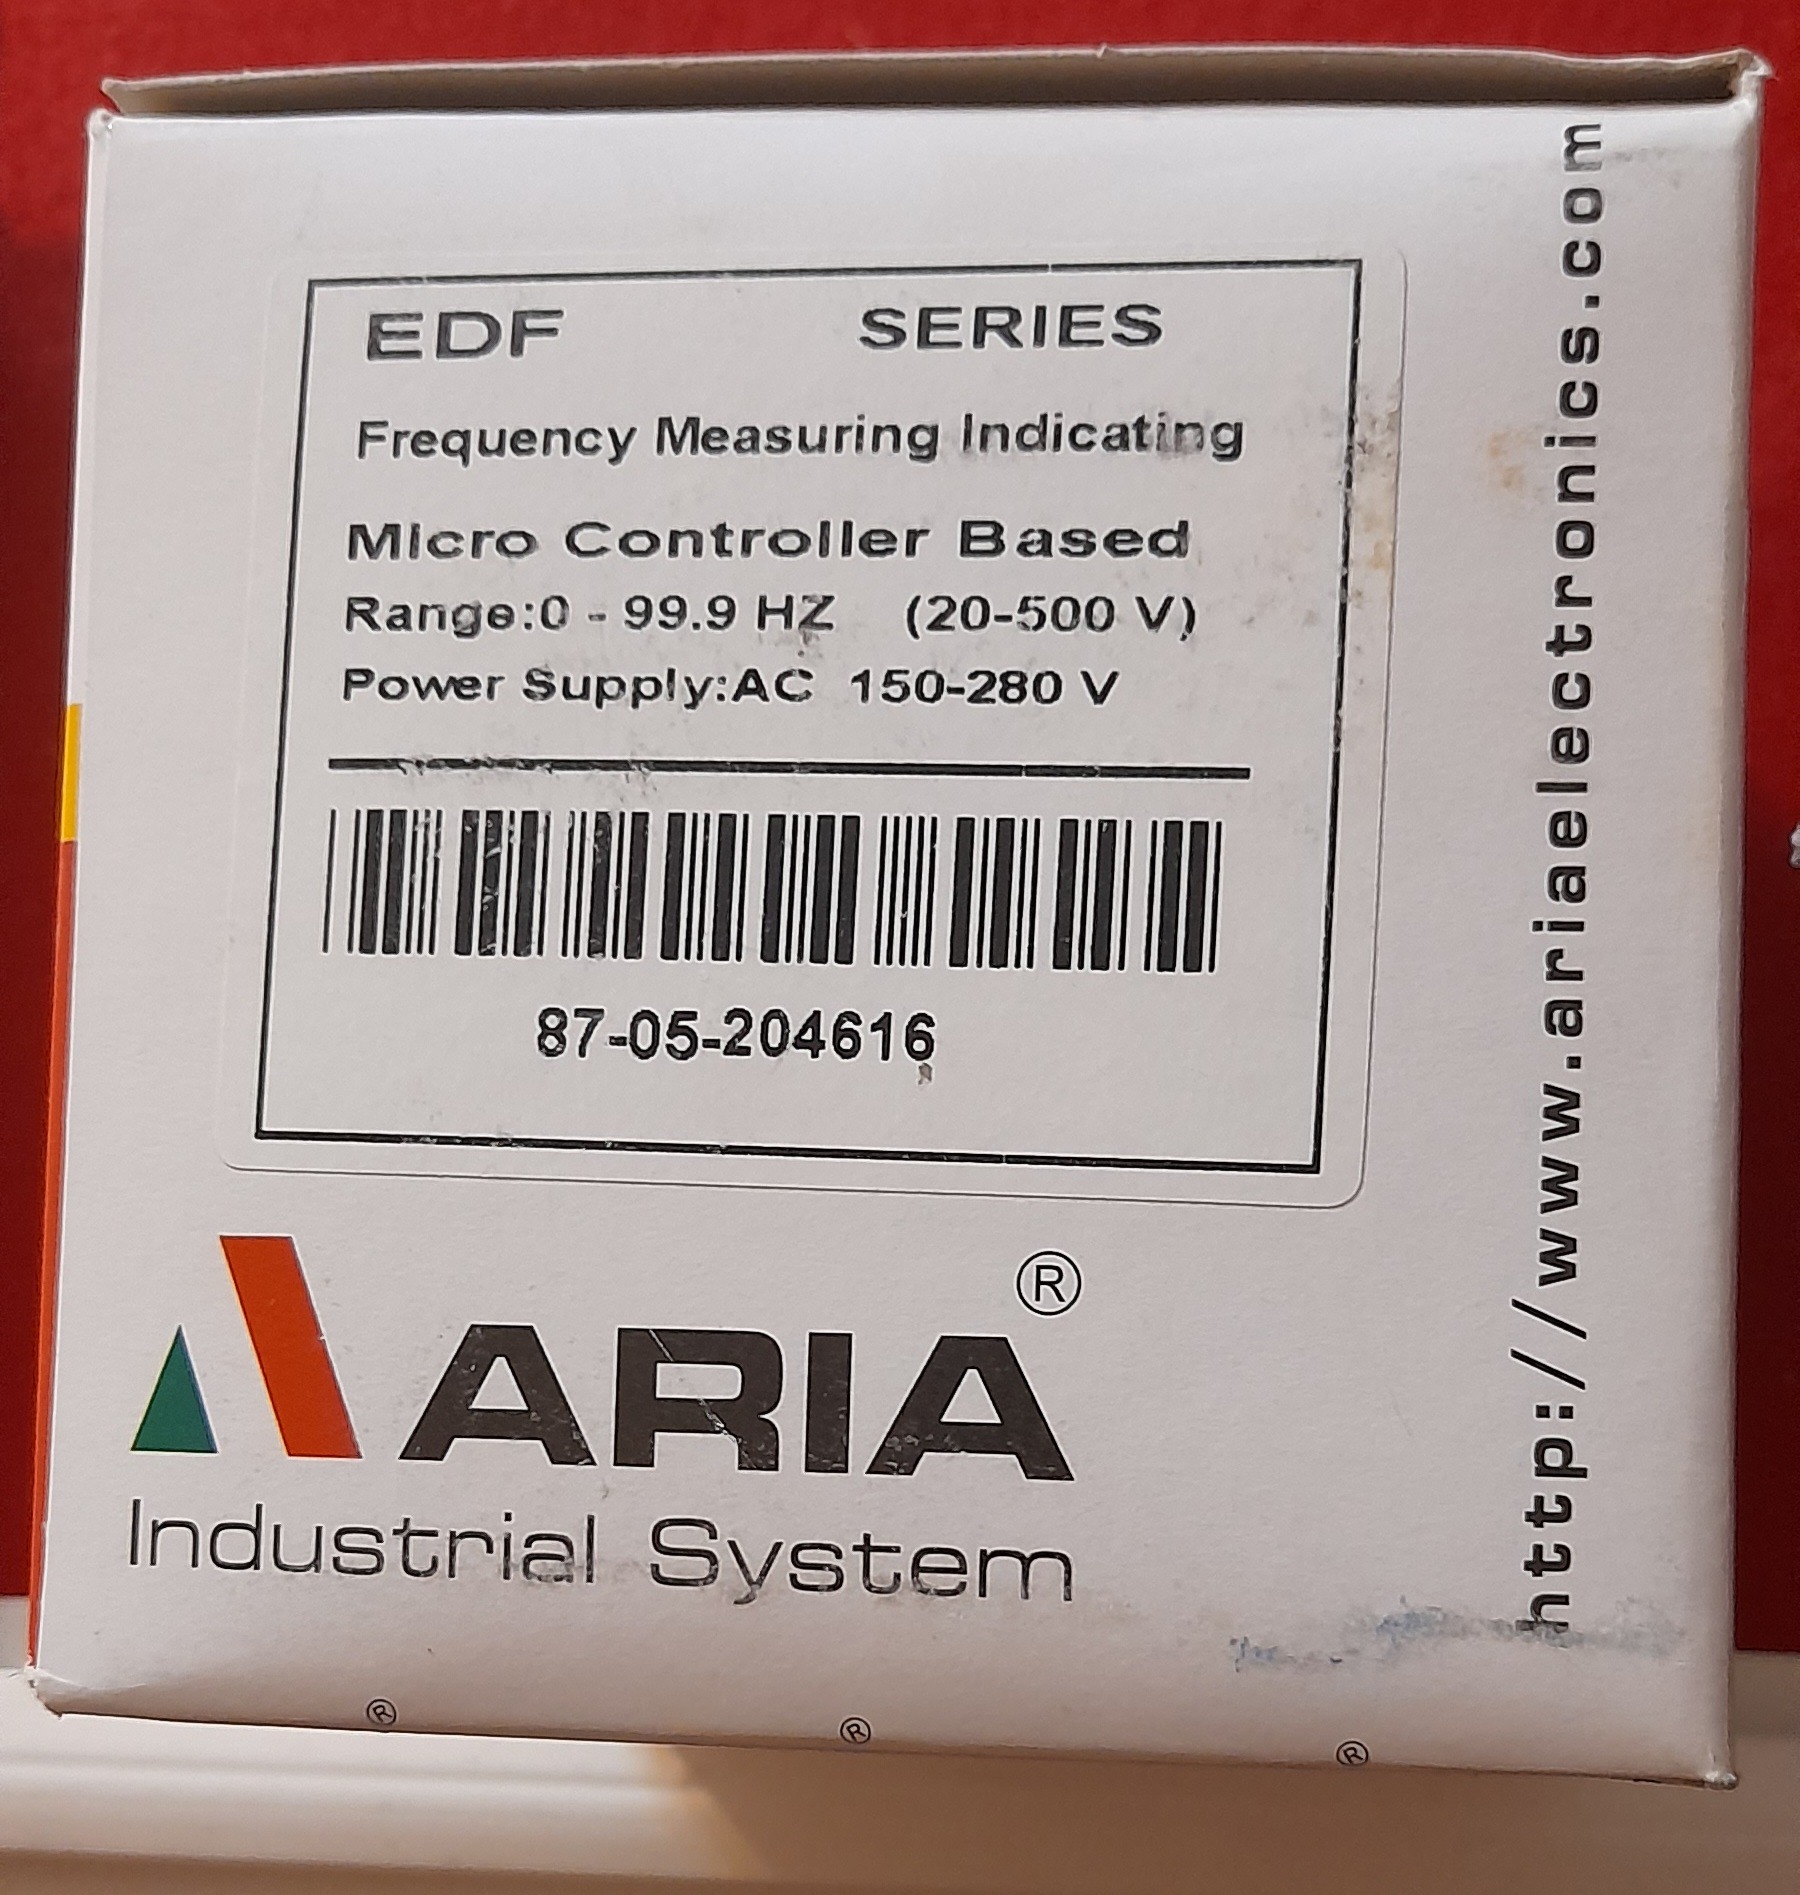 EDF SERIES
Frequency Measuring Indicating
Micro Controller Based
Range:0 - 99.9 HZ (20-500 V)
Power Supply:AC 150-280 V
87-05-204616
ARIA®
Industrial System
http://www.ariaelectronics.com
® ® ®